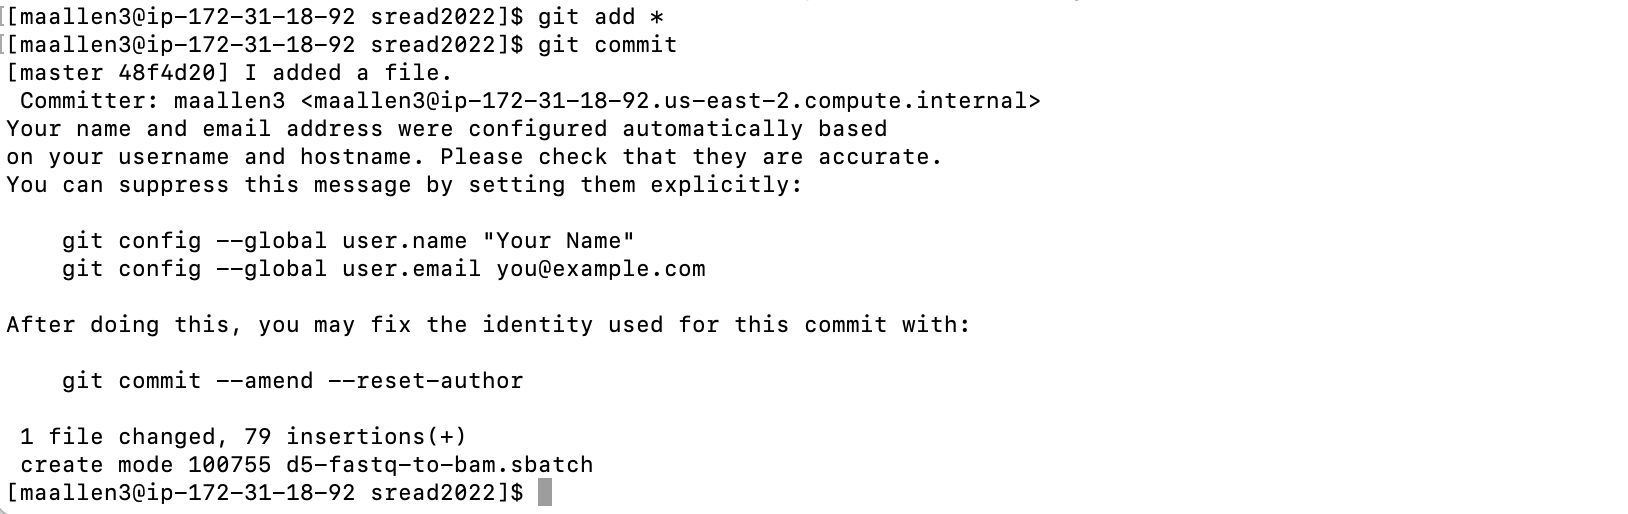 [[maallen3@ip-172-31-18-92 sread2022]$ git add *
[[maallen3@ip-172-31-18-92 sread2022]$ git commit
[master 48f4d20] I added a file.
 Committer: maallen3 <maallen3@ip-172-31-18-92.us-east-2.compute.internal>
Your name and email address were configured automatically based
on your username and hostname. Please check that they are accurate.
You can suppress this message by setting them explicitly:

    git config --global user.name "Your Name"
    git config --global user.email you@example.com

After doing this, you may fix the identity used for this commit with:

    git commit --amend --reset-author

 1 file changed, 79 insertions(+)
 create mode 100755 d5-fastq-to-bam.sbatch
[maallen3@ip-172-31-18-92 sread2022]$